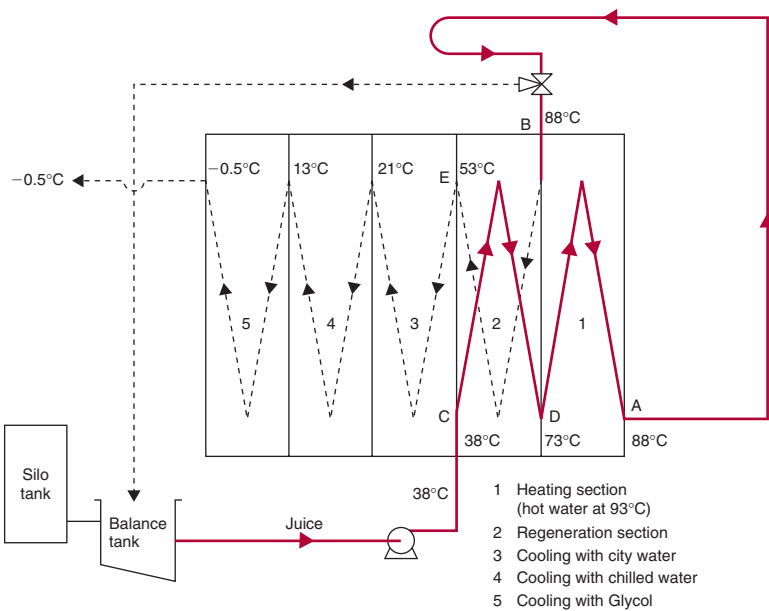 88°C
B
−0.5°C
13°C
21°C
53°C
−0.5°C
E
5
4
3
2
1
C
D
A
38°C
73°C
88°C
38°C
Silo
tank
Balance
tank
Juice
1 Heating section
(hot water at 93°C)
2 Regeneration section
3 Cooling with city water
4 Cooling with chilled water
5 Cooling with Glycol